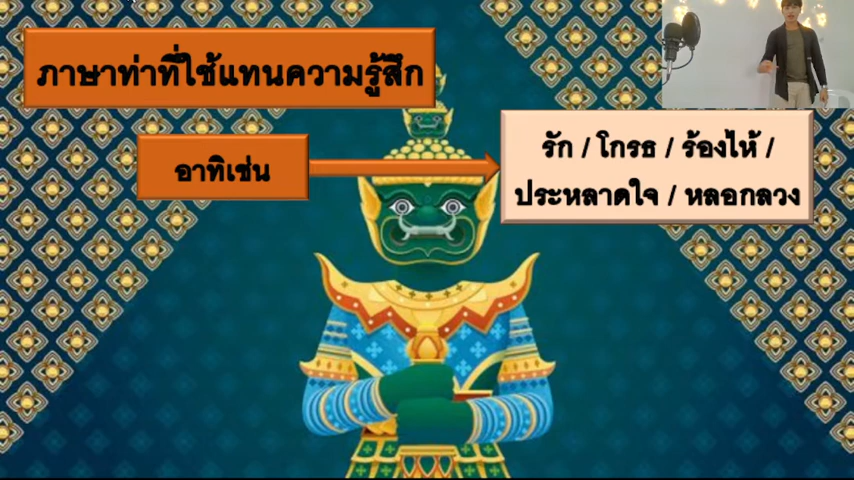 ภาษาท่าที่ใช้แทนความรู้สึก
อาทิเช่น
รัก / โกรธ / ร้องไห้ /
ประหลาดใจ / หลอกลวง